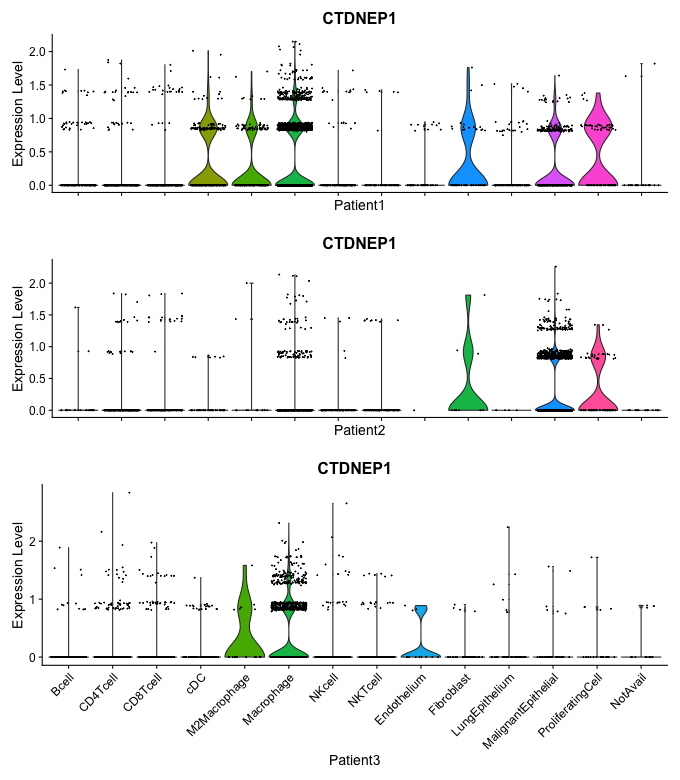 CTDNEP1
Expression Level
2.0
1.5
1.0
0.5
0.0
Patient1
CTDNEP1
Expression Level
2.0
1.5
1.0
0.5
0.0
Patient2
CTDNEP1
Expression Level
2
1
0
Bcell
CD4Tcell
CD8Tcell
cDC
M2Macrophage
Macrophage
NKcell
NKTcell
Endothelium
Fibroblast
LungEpithelium
MalignantEpithelial
ProliferatingCell
NotAvail
Patient3